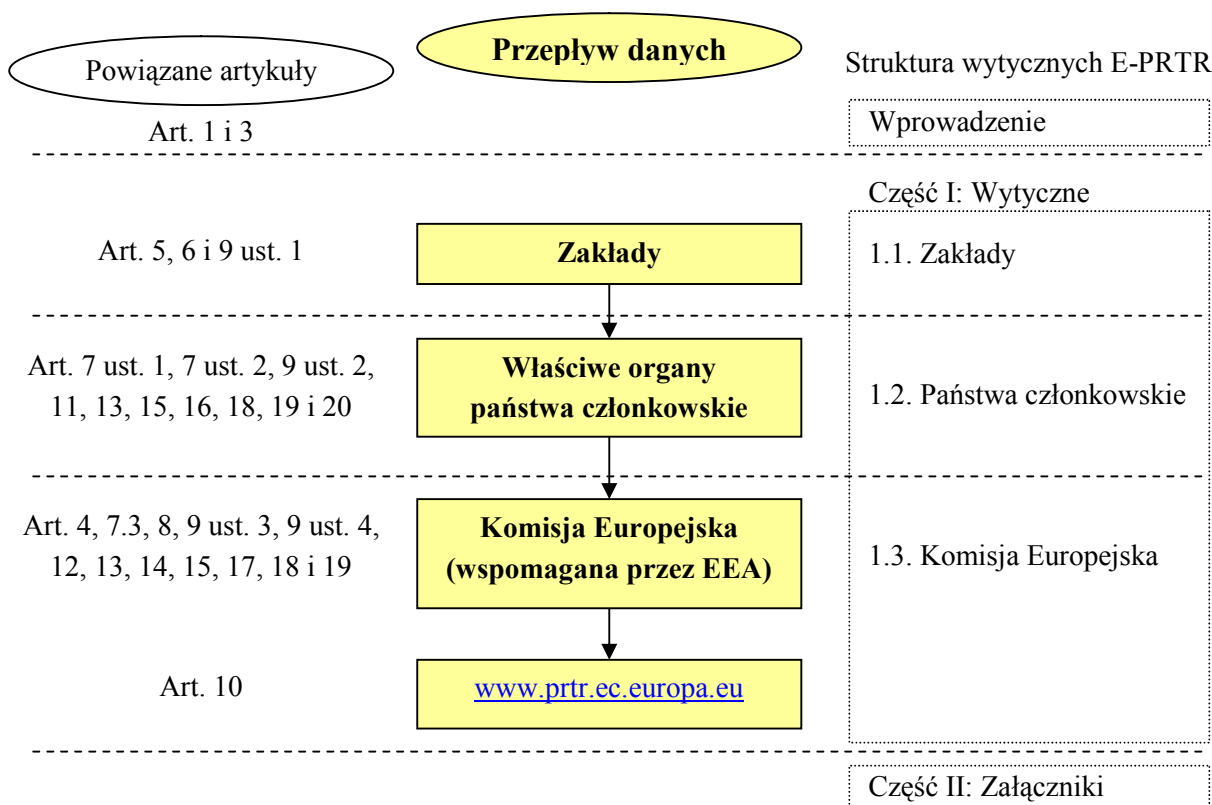 Powiązane artykuły
Przepływ danych
Struktura wytycznych E-PRTR
Art. 1 i 3
Wprowadzenie
Część I: Wytyczne
Art. 5, 6 i 9 ust. 1
Zakłady
1.1. Zakłady
Art. 7 ust. 1, 7 ust. 2, 9 ust. 2,
11, 13, 15, 16, 18, 19 i 20
Właściwe organy
państwa członkowskie
1.2. Państwa członkowskie
Art. 4, 7.3, 8, 9 ust. 3, 9 ust. 4,
12, 13, 14, 15, 17, 18 i 19
Komisja Europejska
(wspomagana przez EEA)
1.3. Komisja Europejska
Art. 10
www.prtr.ec.europa.eu
Część II: Załączniki